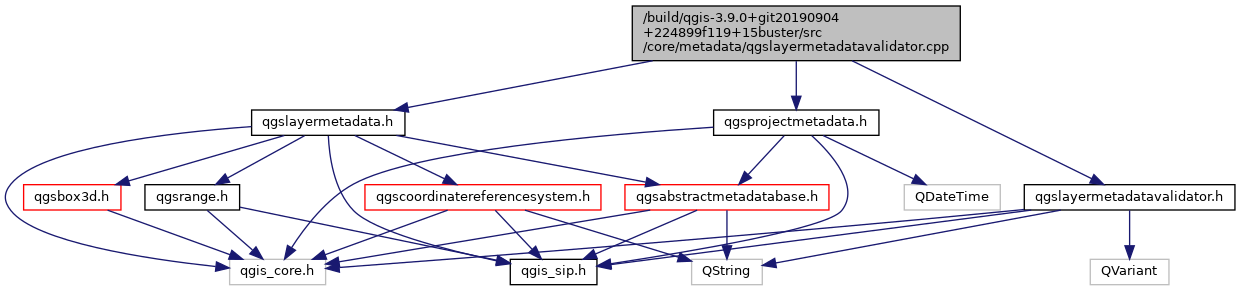 /build/qgis-3.9.0+git20190904
+224899f119+15buster/src
/core/metadata/qgslayermetadatavalidator.cpp
qgslayermetadata.h
qgsprojectmetadata.h
qgsbox3d.h
qgsrange.h
qgscoordinatereferencesystem.h
qgsabstractmetadatabase.h
QDateTime
qgslayermetadatavalidator.h
qgis_core.h
qgis_sip.h
QString
QVariant